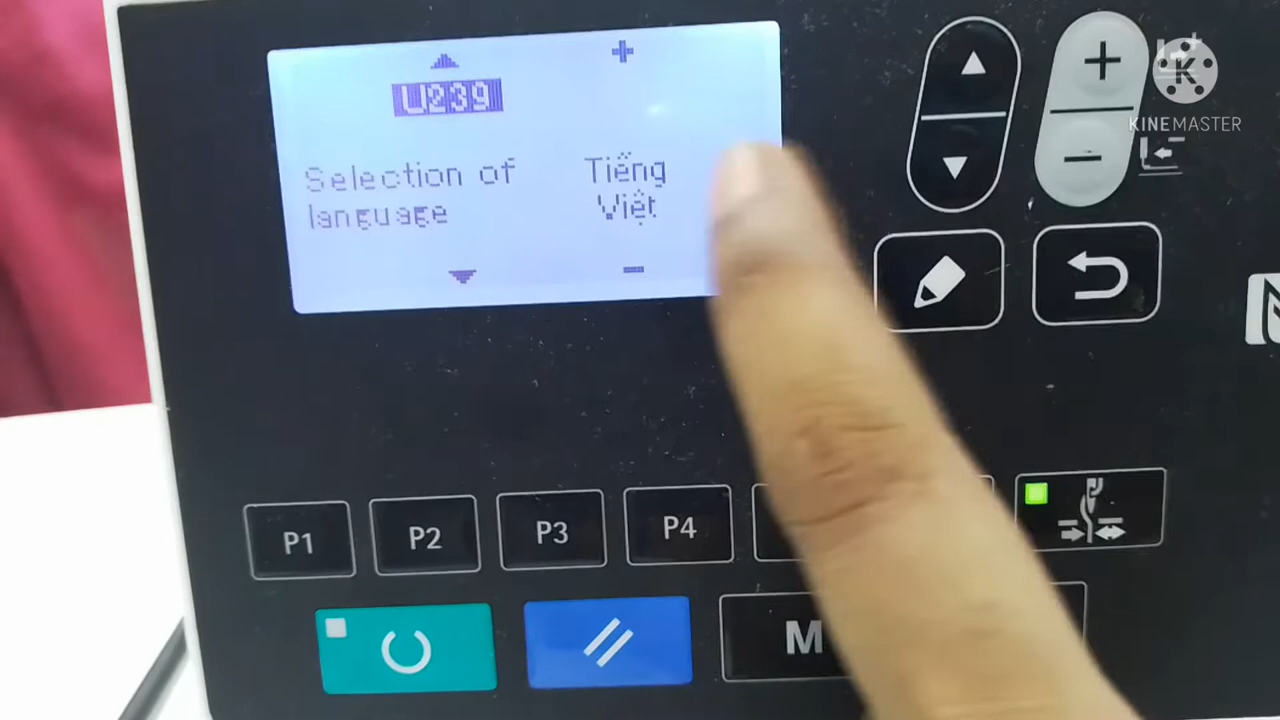 U239
Selection of
language
Tiếng
Việt
KINEMASTER
P1
P2
P3
P4
M